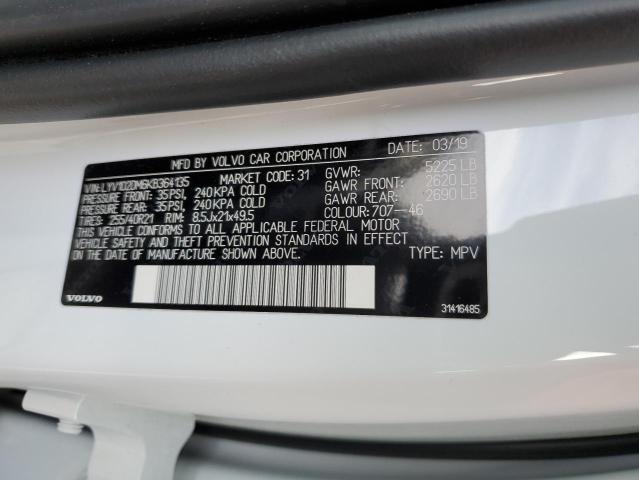 MFD BY VOLVO CAR CORPORATION DATE: 03/19
VIN: LYV102DM6KB364135 MARKET CODE: 31 GVWR: 5225 LB
FRONT: PRESSURE: 35PSI, 240KPA COLD GAWR FRONT: 2620 LB
REAR: PRESSURE: 35PSI, 240KPA COLD GAWR REAR: 2690 LB
TIRES: 255/40R21 RIM: 8.5Jx21x49.5 COLOUR: 707-46
THIS VEHICLE CONFORMS TO ALL APPLICABLE FEDERAL MOTOR
VEHICLE SAFETY AND THEFT PREVENTION STANDARDS IN EFFECT
ON THE DATE OF MANUFACTURE SHOWN ABOVE. TYPE: MPV
VOLVO 31416485